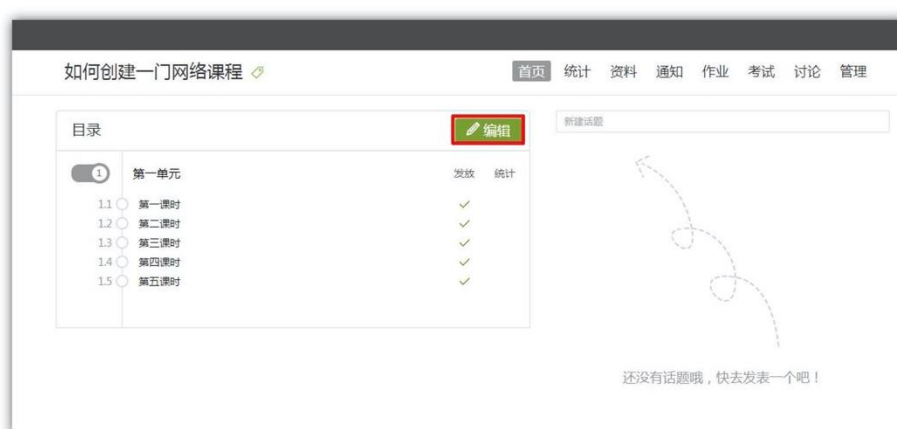 如何创建一门网络课程
首页 统计 资料 通知 作业 考试 讨论 管理
目录
编辑
新建话题
1 第一单元 发放 统计
1.1 第一课时
1.2 第二课时
1.3 第三课时
1.4 第四课时
1.5 第五课时
还没有话题哦，快去发表一个吧！